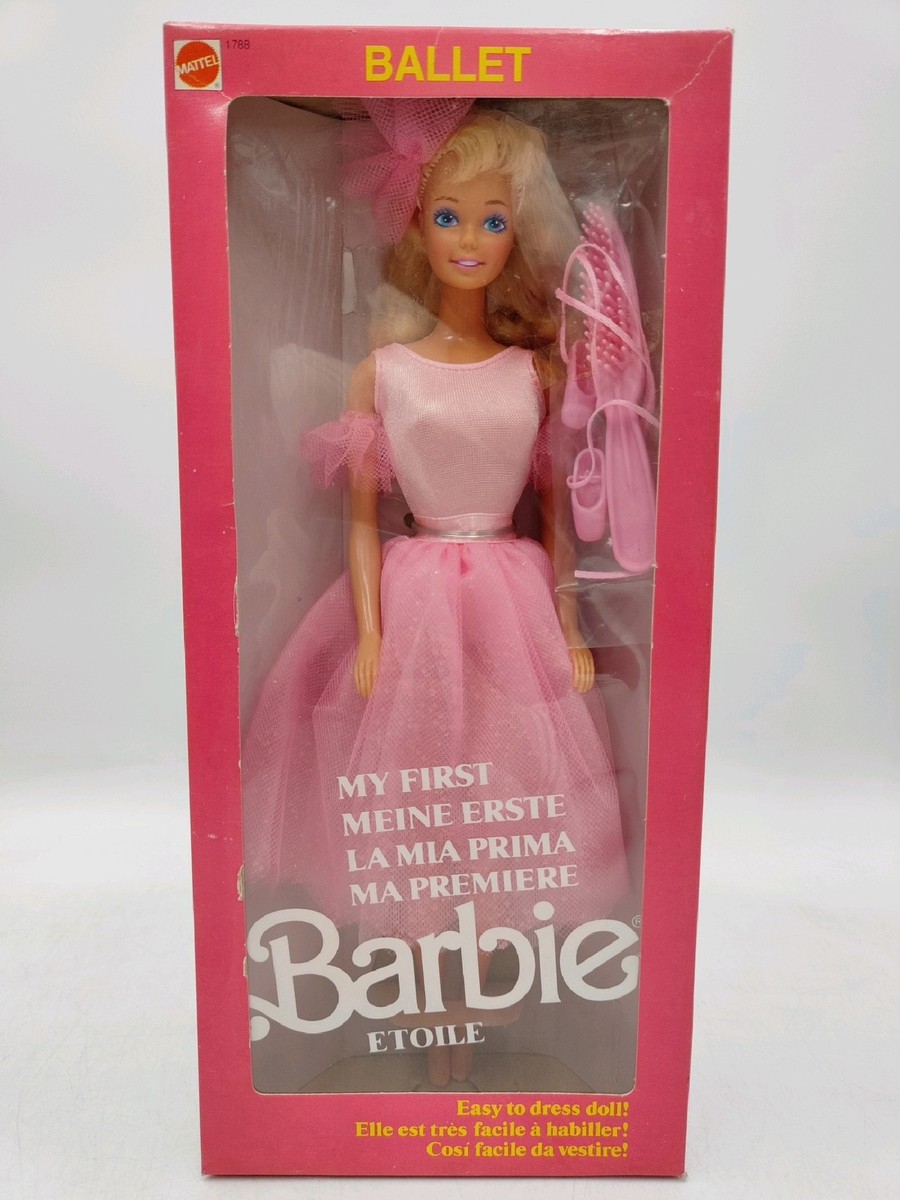 MATTEL
®
1788
BALLET
MY FIRST
MEINE ERSTE
LA MIA PRIMA
MA PREMIERE
Barbie®
ETOILE
Easy to dress doll!
Elle est très facile à habiller!
Cosí facile da vestire!